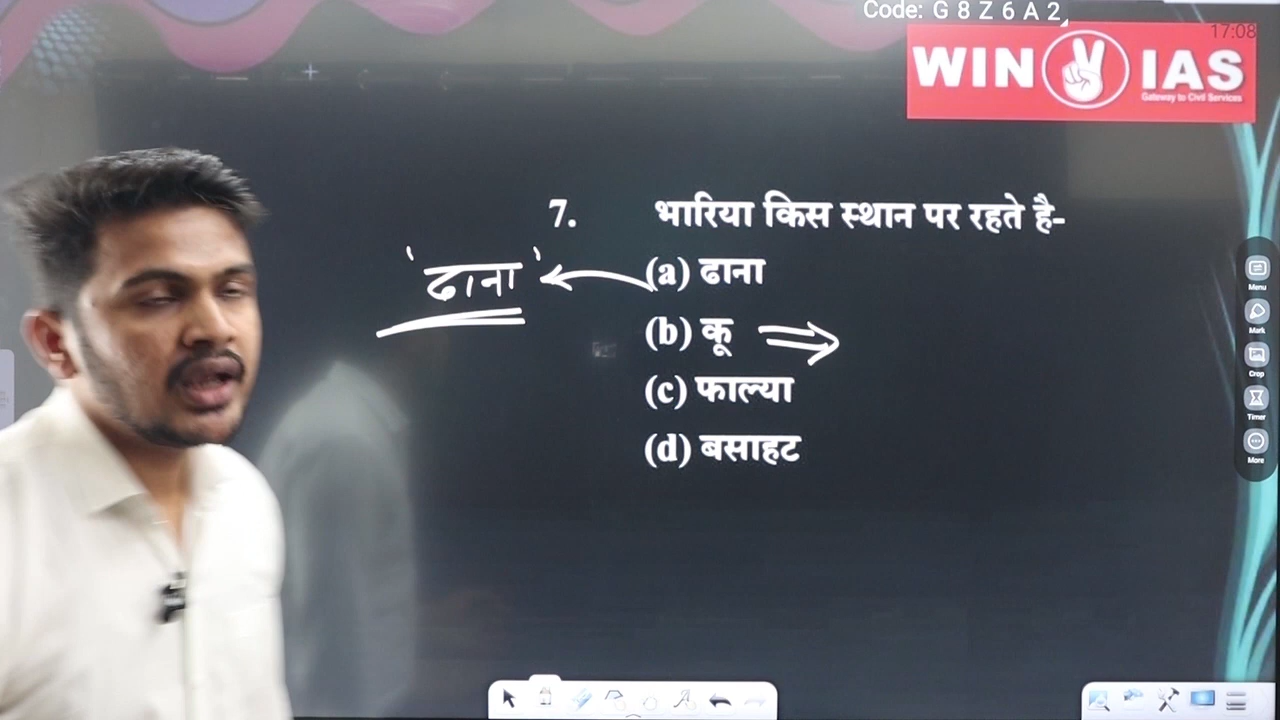 Code: G 8 Z 6 A 2
17:08
WIN IAS
Gateway to Civil Services
7. भारिया किस स्थान पर रहते है-
'ढाना'
(a) ढाना
(b) कू
(c) फाल्या
(d) बसाहट
Menu
Mark
Crop
Timer
More